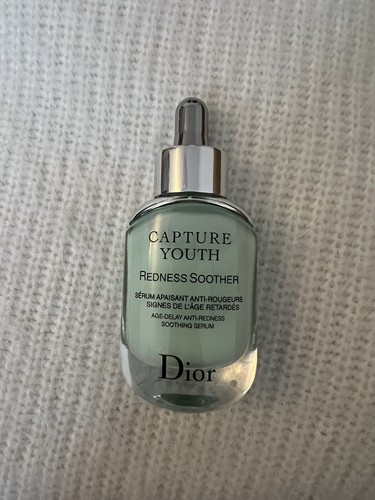 CAPTURE
YOUTH
REDNESS SOOTHER
SÉRUM APAISANT ANTI-ROUGEURS
SIGNES DE L'ÂGE RETARDÉS
AGE-DELAY ANTI-REDNESS
SOOTHING SERUM
Dior